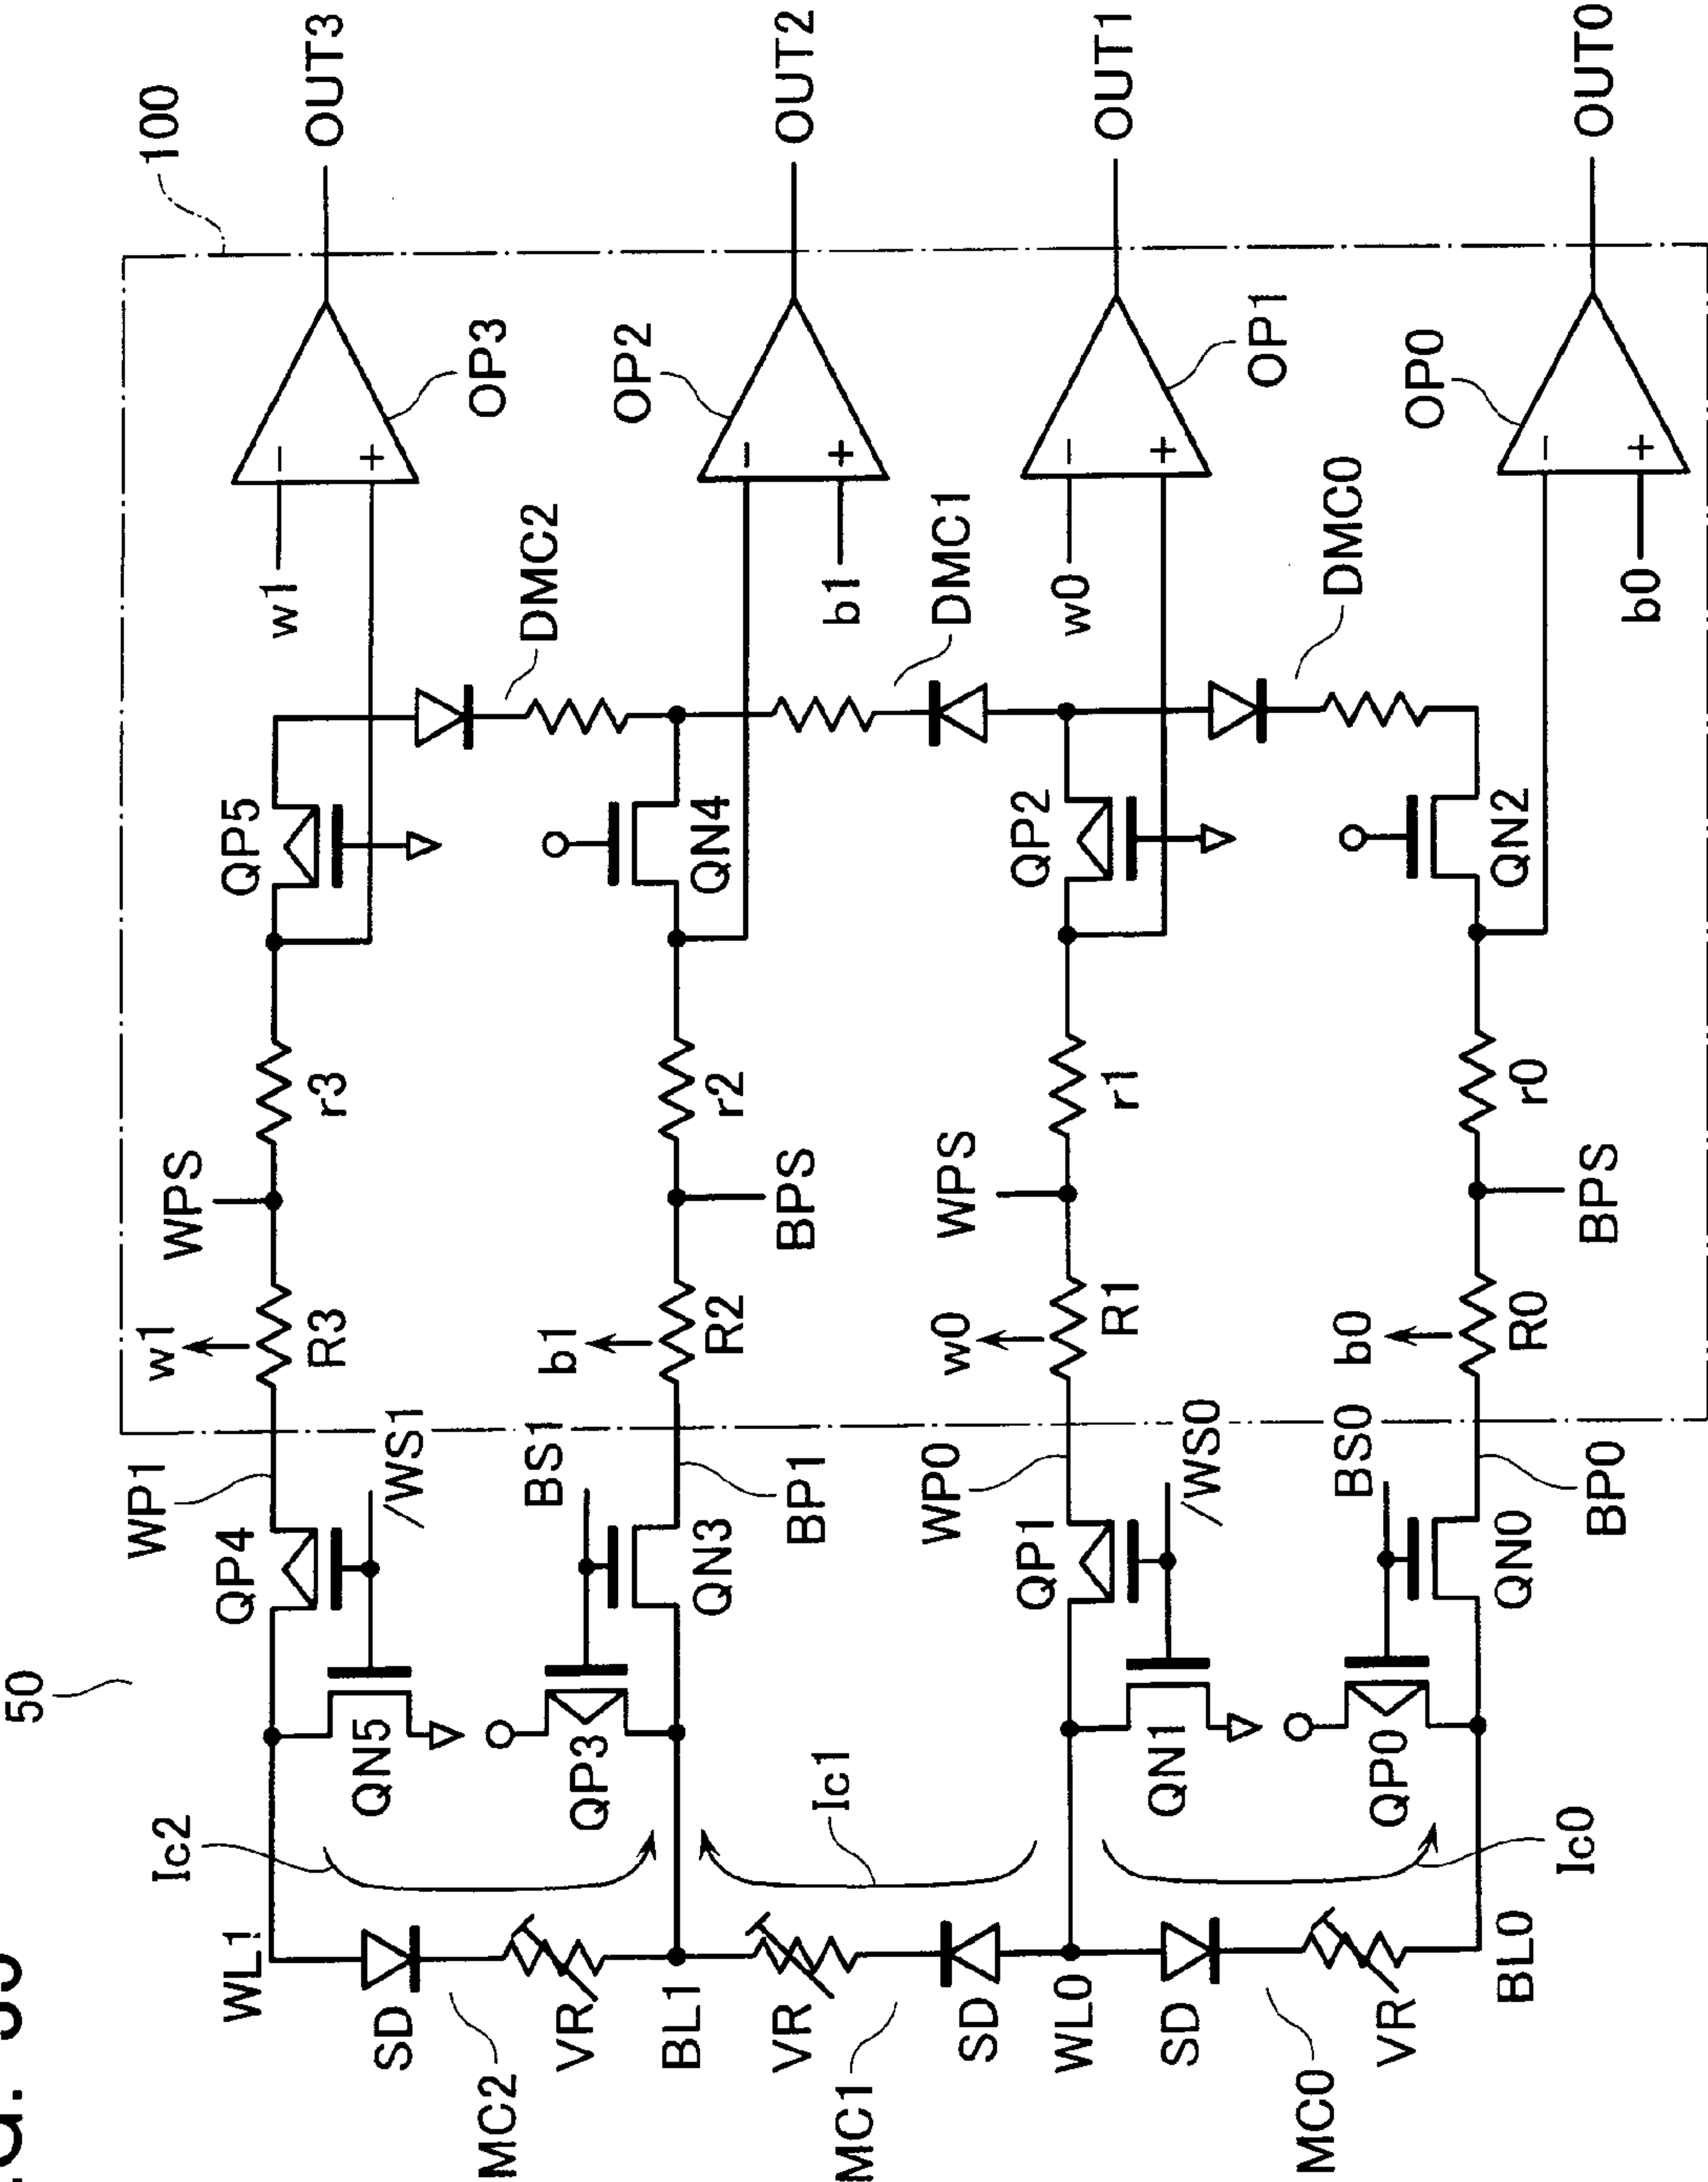 50
100
w1
WP1
WPS
Ic2
WL1
QP4
QP5
w1
−
+
OUT3
R3
r3
SD
QN5
/WS1
OP3
MC2
DMC2
VR
QP3
BS1
b1
OP2
BL1
QN3
R2
r2
QN4
−
+
OUT2
VR
Ic1
BP1
BPS
b1
MC1
DMC1
SD
WP0
w0
WPS
WL0
QP1
QP2
w0
−
+
OUT1
R1
r1
SD
QN1
/WS0
OP1
MC0
DMC0
VR
QP0
BS0
b0
OP0
BL0
QN0
R0
r0
QN2
−
+
OUT0
Ic0
BP0
BPS
b0